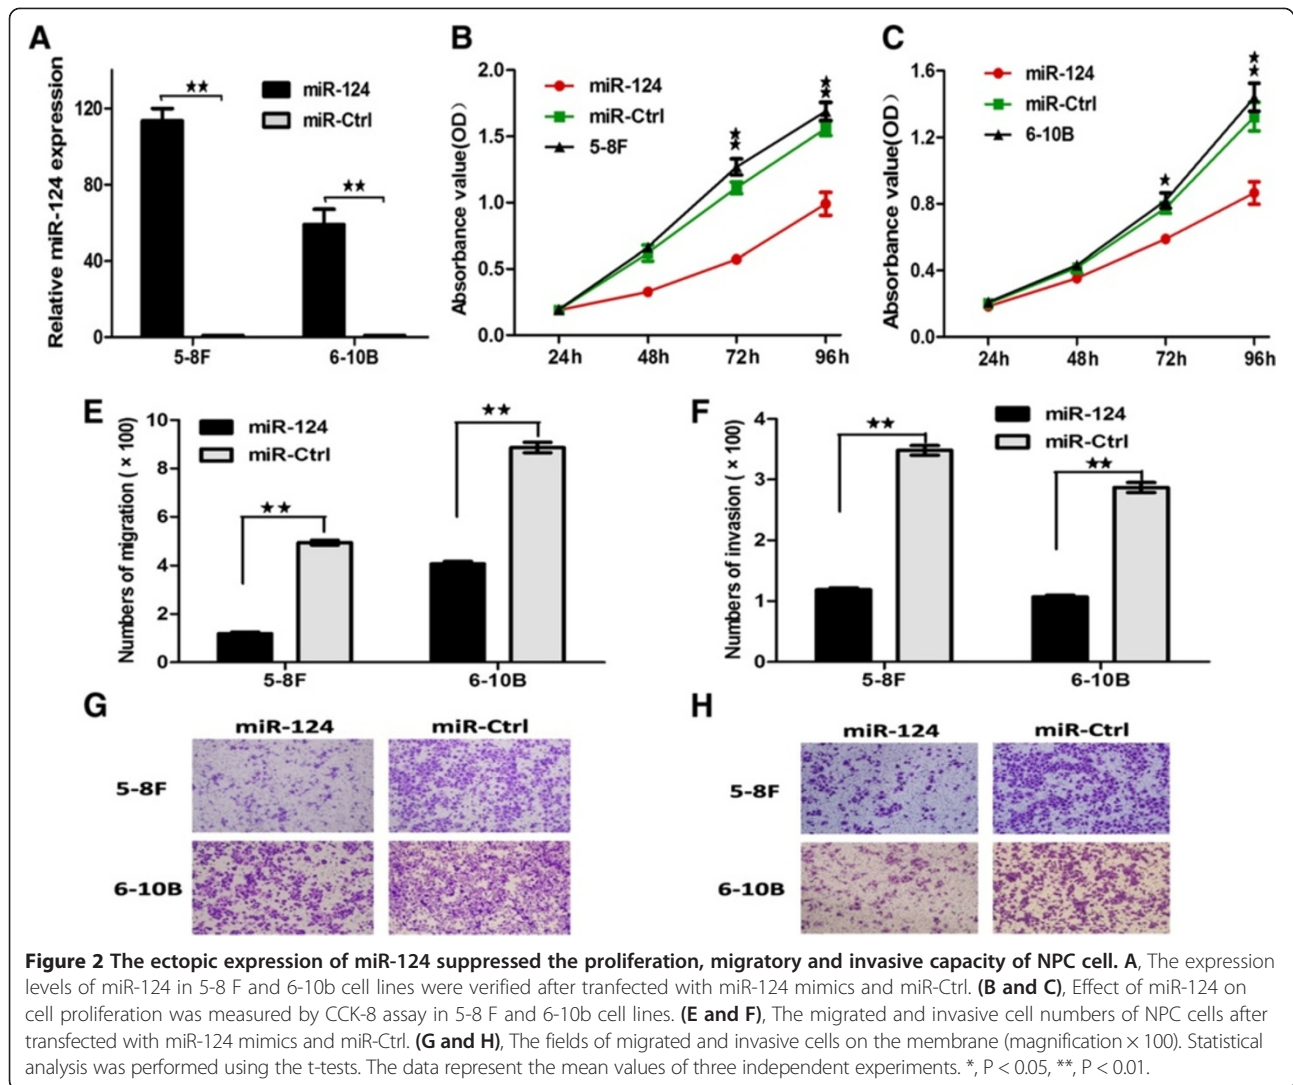 A
Relative miR-124 expression
120
80
40
0
★★
★★
miR-124
miR-Ctrl
5-8F
6-10B
B
Absorbance value(OD)
2.0
1.5
1.0
0.5
0.0
miR-124
miR-Ctrl
5-8F
★★
★★
24h
48h
72h
96h
C
Absorbance value(OD)
1.6
1.2
0.8
0.4
0.0
miR-124
miR-Ctrl
6-10B
★
★★
24h
48h
72h
96h
E
Numbers of migration ( × 100)
10
8
6
4
2
0
miR-124
miR-Ctrl
★★
★★
5-8F
6-10B
F
Numbers of invasion ( × 100)
4
3
2
1
0
miR-124
miR-Ctrl
★★
★★
5-8F
6-10B
G
miR-124 miR-Ctrl
5-8F
6-10B
H
miR-124 miR-Ctrl
5-8F
6-10B
Figure 2 The ectopic expression of miR-124 suppressed the proliferation, migratory and invasive capacity of NPC cell. A, The expression
levels of miR-124 in 5-8 F and 6-10b cell lines were verified after tranfected with miR-124 mimics and miR-Ctrl. (B and C), Effect of miR-124 on
cell proliferation was measured by CCK-8 assay in 5-8 F and 6-10b cell lines. (E and F), The migrated and invasive cell numbers of NPC cells after
transfected with miR-124 mimics and miR-Ctrl. (G and H), The fields of migrated and invasive cells on the membrane (magnification × 100). Statistical
analysis was performed using the t-tests. The data represent the mean values of three independent experiments. *, P < 0.05, **, P < 0.01.